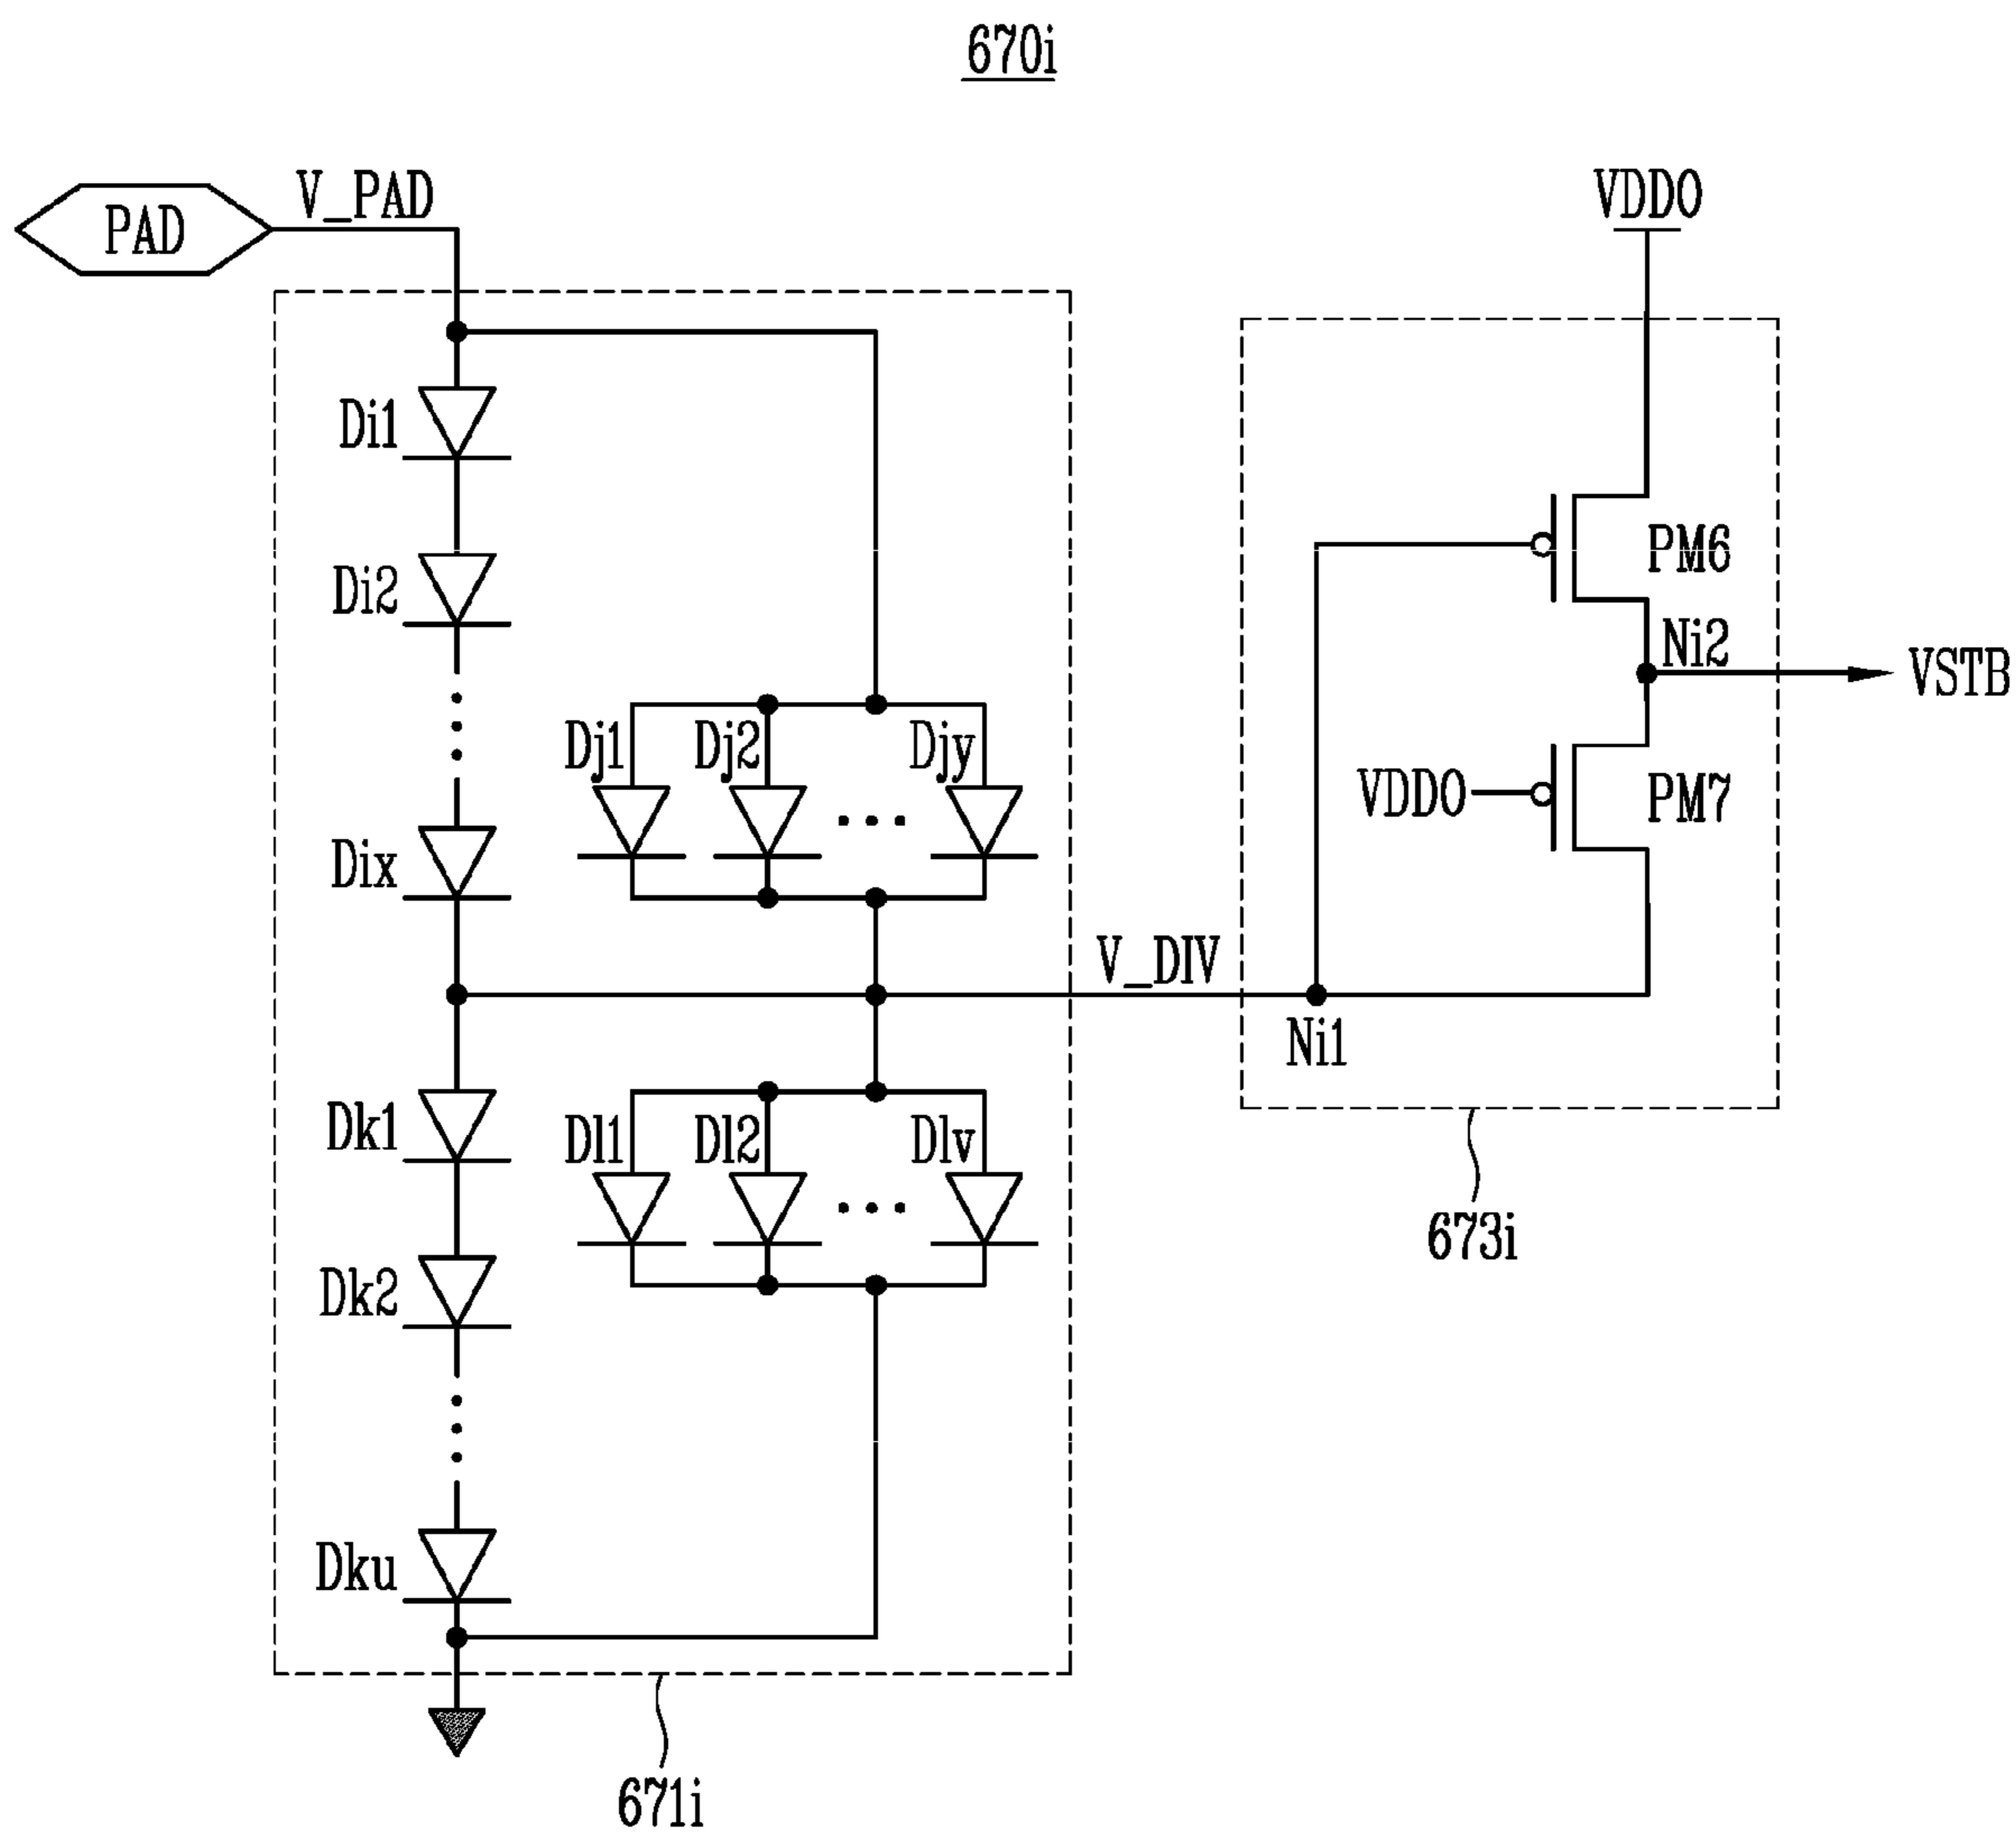 670i
V_PAD
PAD
VDDO
Di1
PM6
Di2
Ni2
VSTB
Dj1
Dj2
Djy
VDDO
PM7
Dix
V_DIV
Ni1
Dk1
Dl1
Dl2
Dlv
673i
Dk2
Dku
671i